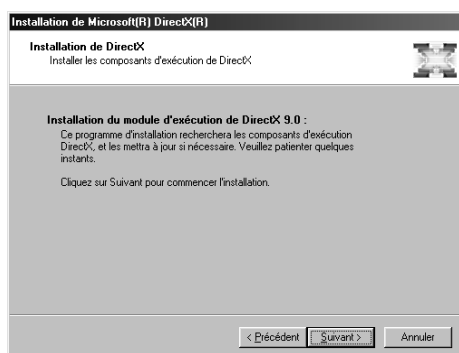 Installation de Microsoft(R) DirectX(R)
Installation de DirectX
Installer les composants d'exécution de DirectX
Installation du module d'exécution de DirectX 9.0 :
Ce programme d'installation recherchera les composants d'exécution
DirectX, et les mettra à jour si nécessaire. Veuillez patienter quelques
instants.
Cliquez sur Suivant pour commencer l'installation.
< Précédent Suivant > Annuler